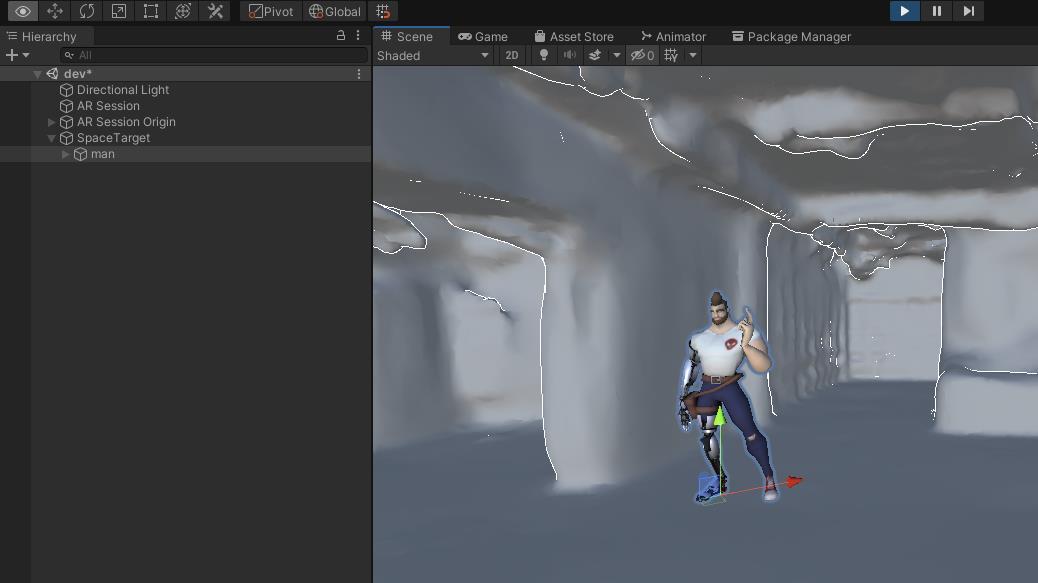 Pivot Global
Hierarchy
All
dev*
Directional Light
AR Session
AR Session Origin
SpaceTarget
man
Scene Game Asset Store Animator Package Manager
Shaded 2D 0